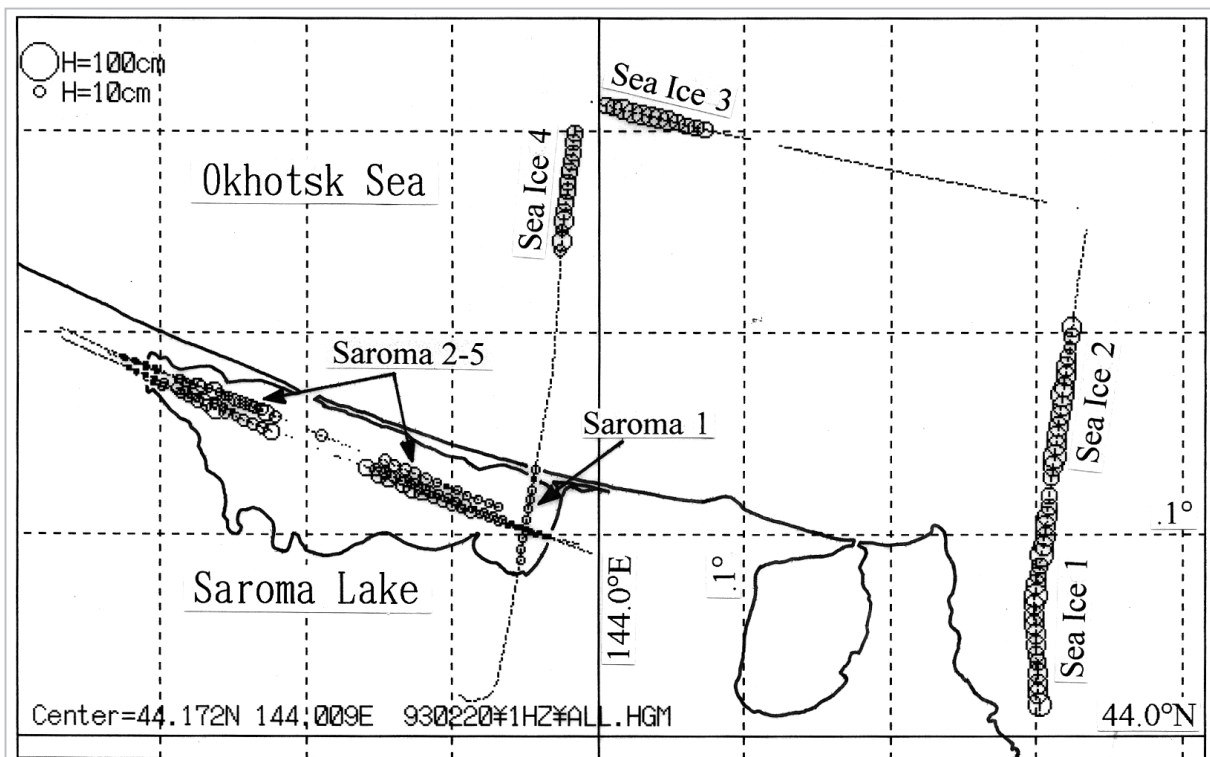 H=100cm
H=10cm
Sea Ice 3
Sea Ice 4
Okhotsk Sea
Saroma 2-5
Sea Ice 2
Saroma 1
.1°
Saroma Lake
144.0°E
.1°
Sea Ice 1
Center=44.172N 144.009E 930220¥1HZ¥ALL.HGM
44.0°N